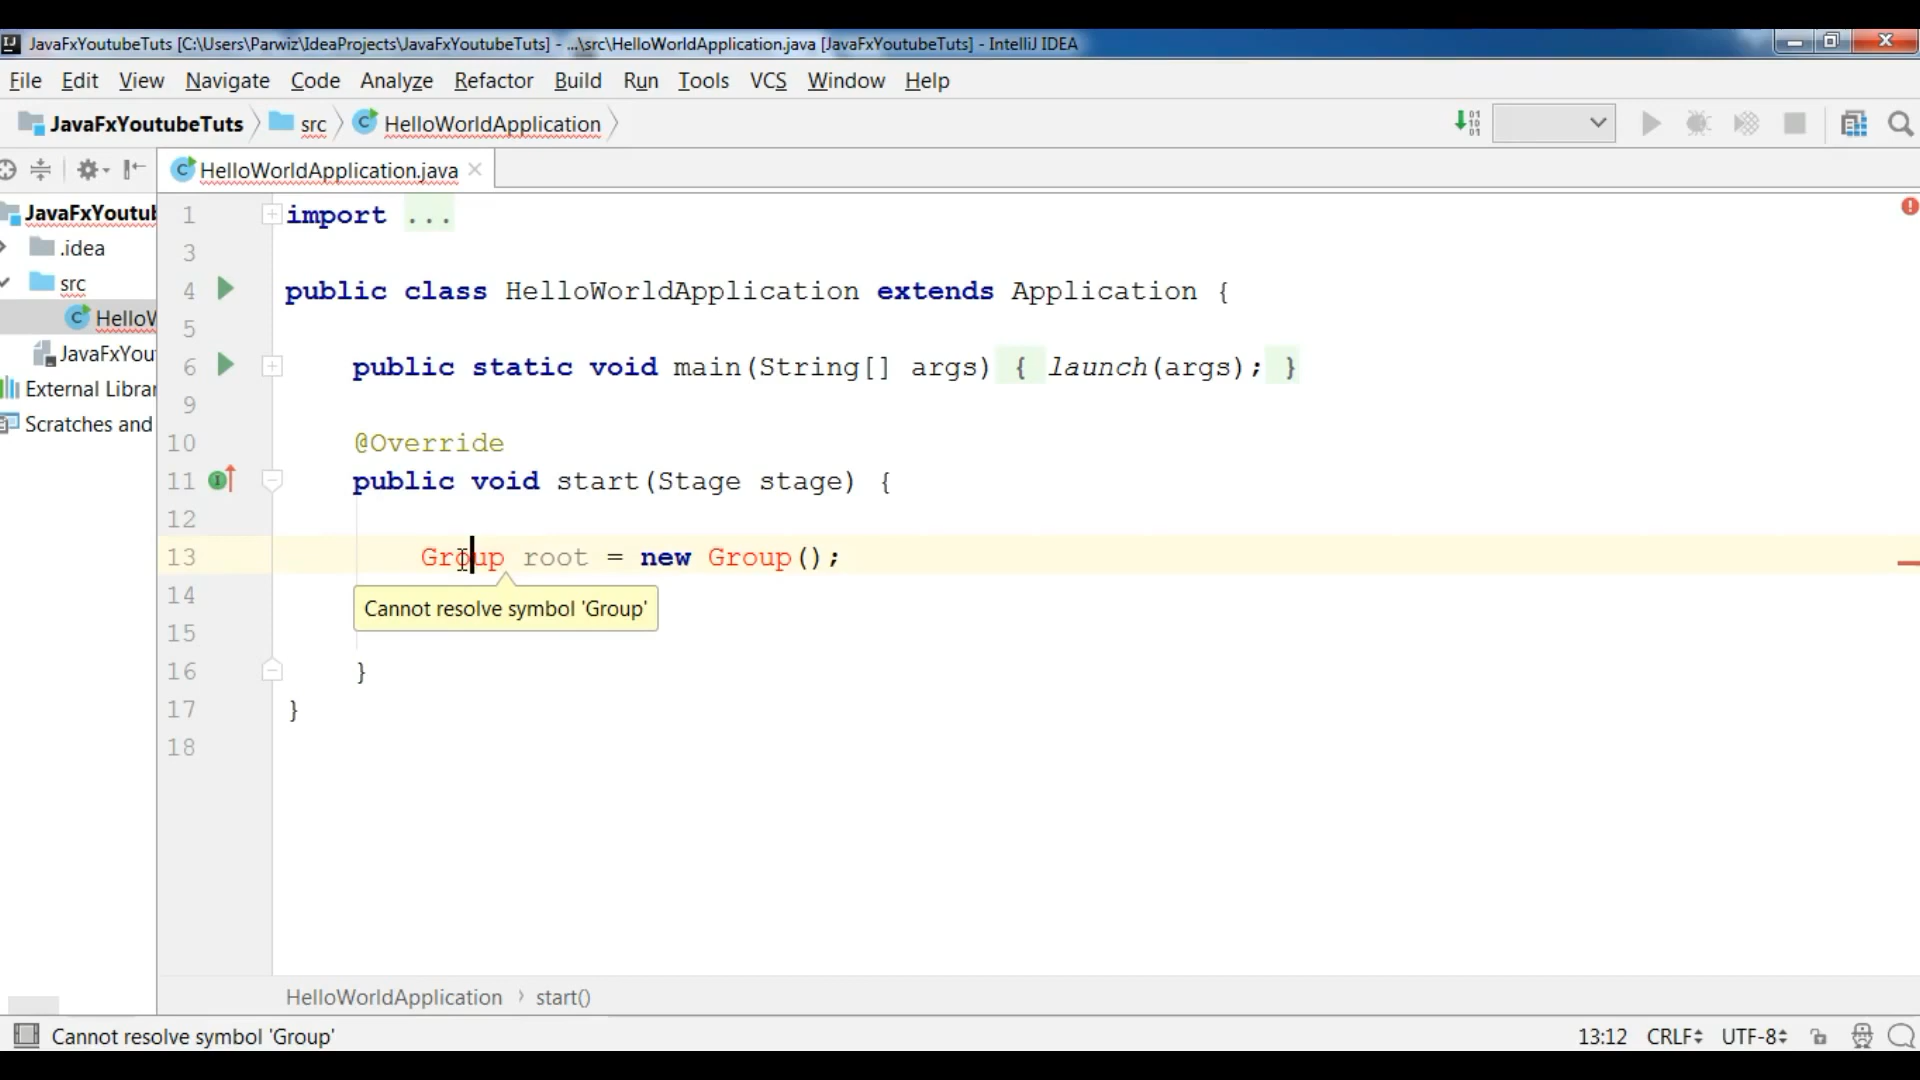 JavaFxYoutubeTuts [C:\Users\Parwiz\IdeaProjects\JavaFxYoutubeTuts] - ...\src\HelloWorldApplication.java [JavaFxYoutubeTuts] - IntelliJ IDEA
File Edit View Navigate Code Analyze Refactor Build Run Tools VCS Window Help
JavaFxYoutubeTuts src HelloWorldApplication
HelloWorldApplication.java
JavaFxYoutub
.idea
src
HelloW
JavaFxYou
External Librar
Scratches and
1 import ...
3
4 public class HelloWorldApplication extends Application {
5
6 public static void main(String[] args) { launch(args); }
9
10 @Override
11 public void start(Stage stage) {
12
13 Group root = new Group();
14
Cannot resolve symbol 'Group'
15
16 }
17 }
18
HelloWorldApplication › start()
Cannot resolve symbol 'Group' 13:12 CRLF UTF-8